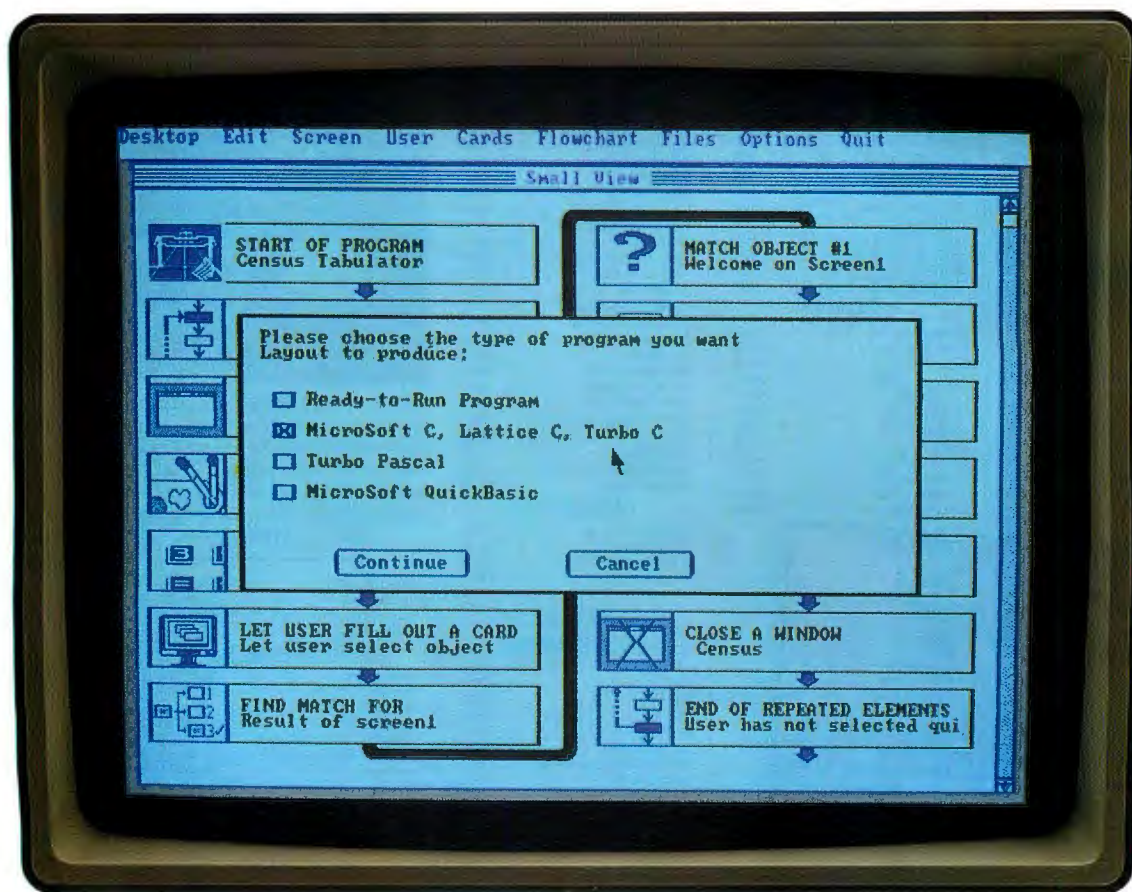 Desktop Edit Screen User Cards Flowchart Files Options Quit
Small View
START OF PROGRAM
Census Tabulator
MATCH OBJECT #1
Welcome on Screen1
Please choose the type of program you want
Layout to produce:
Ready-to-Run Program
MicroSoft C, Lattice C, Turbo C
Turbo Pascal
MicroSoft QuickBasic
Continue
Cancel
B
LET USER FILL OUT A CARD
Let user select object
CLOSE A WINDOW
Census
1
2
3
FIND MATCH FOR
Result of screen1
END OF REPEATED ELEMENTS
User has not selected qui